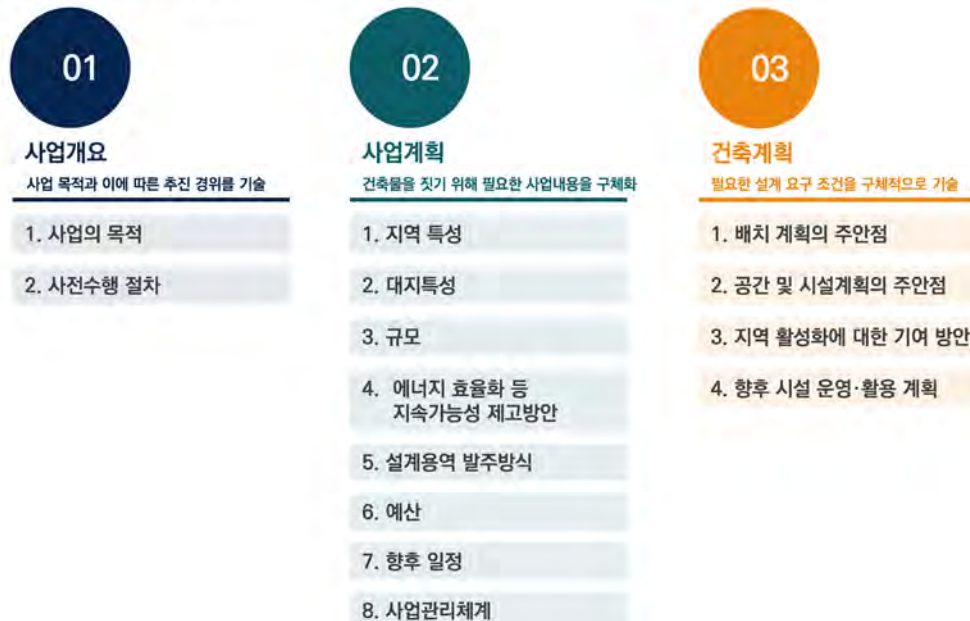 01
사업개요
사업 목적과 이에 따른 추진 경위를 기술
1. 사업의 목적
2. 사전수행 절차
02
사업계획
건축물을 짓기 위해 필요한 사업내용을 구체화
1. 지역 특성
2. 대지특성
3. 규모
4. 에너지 효율화 등
지속가능성 제고방안
5. 설계용역 발주방식
6. 예산
7. 향후 일정
8. 사업관리체계
03
건축계획
필요한 설계 요구 조건을 구체적으로 기술
1. 배치 계획의 주안점
2. 공간 및 시설계획의 주안점
3. 지역 활성화에 대한 기여 방안
4. 향후 시설 운영·활용 계획